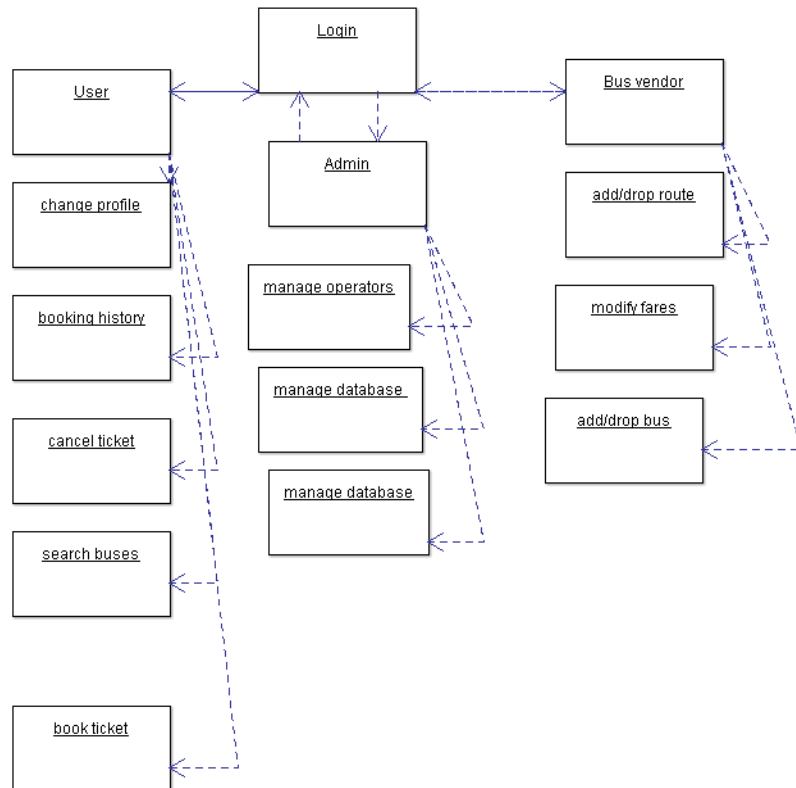 Login
User
Bus vendor
Admin
change profile
add/drop route
manage operators
booking history
modify fares
manage database
add/drop bus
cancel ticket
manage database
search buses
book ticket